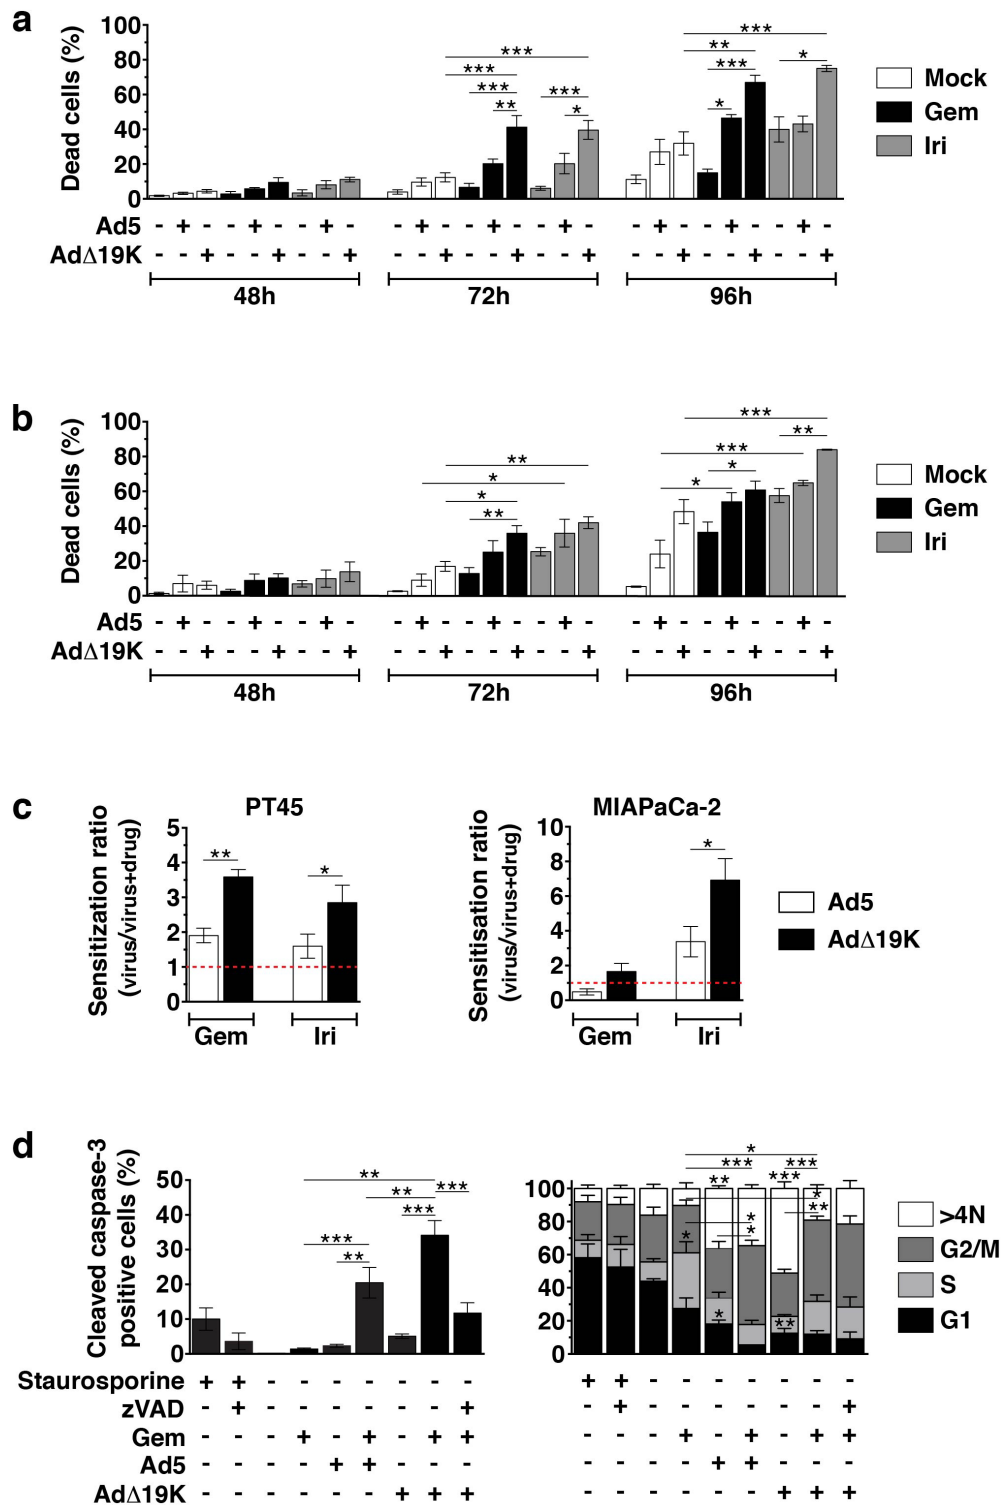 a
Dead cells (%)
100
80
60
40
20
0
***
***
***
**
***
*
***
**
***
*
*
Mock
Gem
Iri
Ad5 - + - - + - - + - - + - - + - - + - - + - - + - - + -
AdΔ19K - - + - - + - - + - - + - - + - - + - - + - - + - - +
48h 72h 96h
b
Dead cells (%)
100
80
60
40
20
0
**
*
*
**
***
**
***
*
*
Mock
Gem
Iri
Ad5 - + - - + - - + - - + - - + - - + - - + - - + - - + -
AdΔ19K - - + - - + - - + - - + - - + - - + - - + - - + - - +
48h 72h 96h
c
PT45
Sensitization ratio
(virus/virus+drug)
5
4
3
2
1
0
**
*
Gem Iri
MIAPaCa-2
Sensitisation ratio
(virus/virus+drug)
10
8
6
4
2
0
*
Gem Iri
Ad5
AdΔ19K
d
Cleaved caspase-3
positive cells (%)
50
40
30
20
10
0
**
** ***
***
***
**
100
80
60
40
20
0
*
*** ***
** ***
*
**
*
* *
* **
>4N
G2/M
S
G1
Staurosporine + + - - - - - - - + + - - - - - - -
zVAD - + - - - - - - + - + - - - - - - +
Gem - - - + - + - + + - - - + - + - + +
Ad5 - - - - + + - - - - - - - + + - - -
AdΔ19K - - - - - - + + + - - - - - - + + +